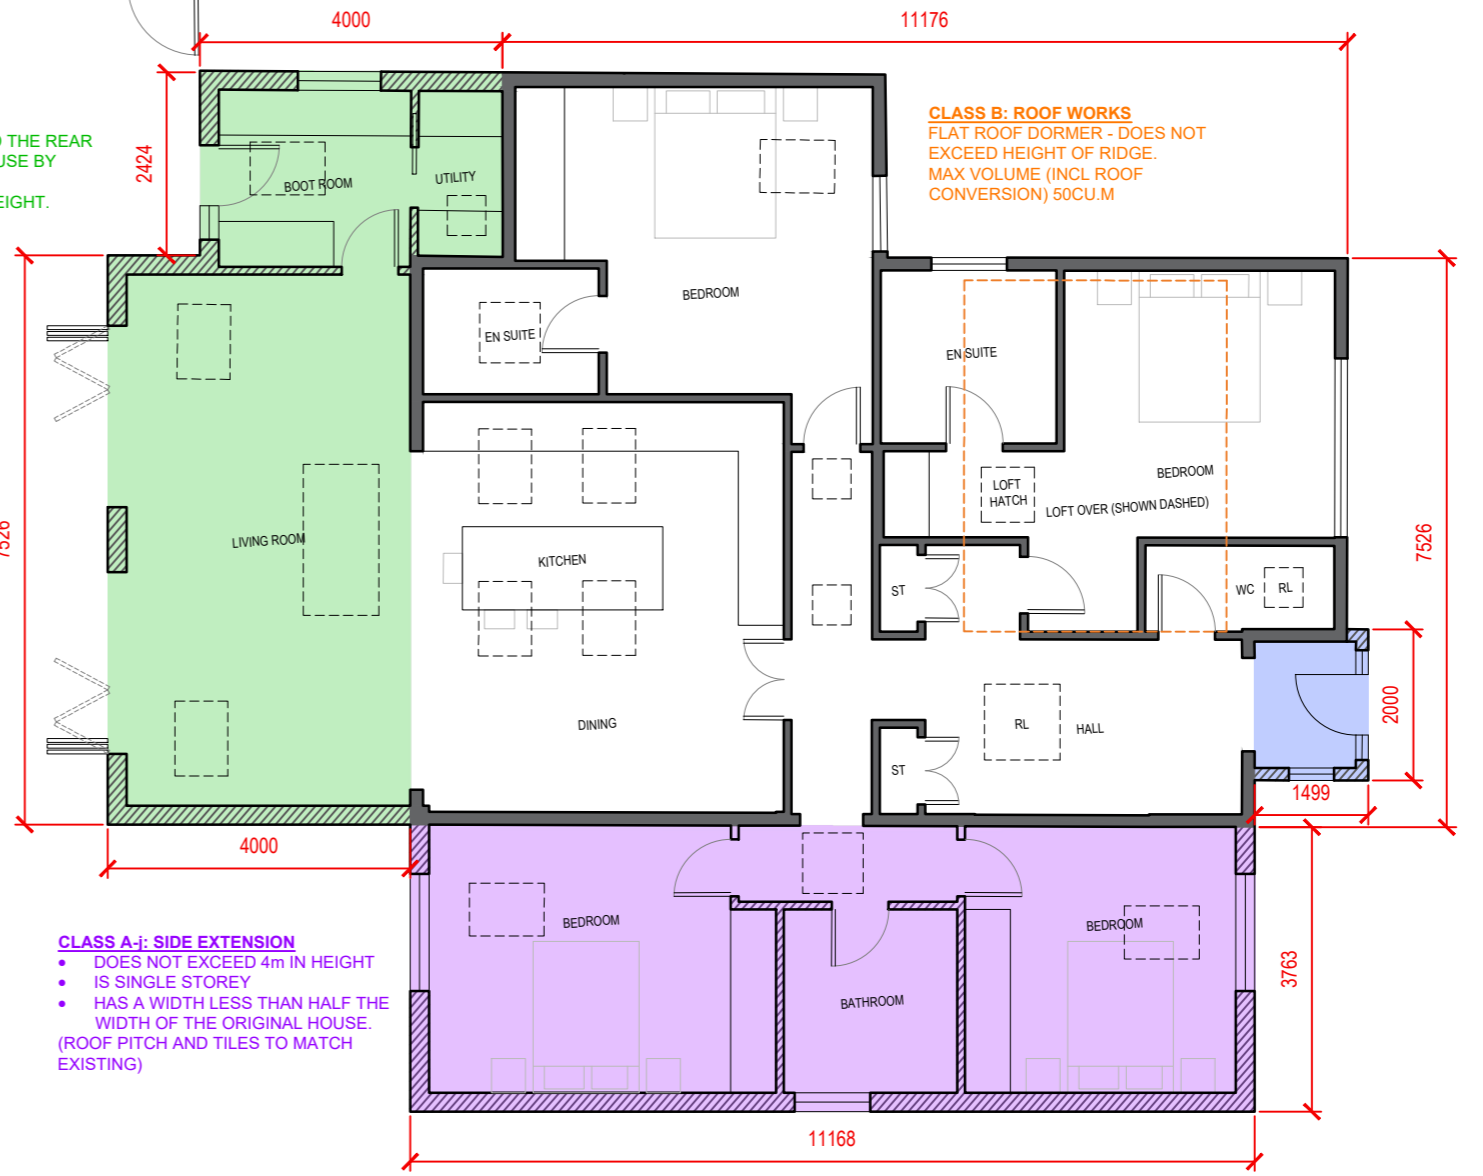 4000
11176
THE REAR
USE BY
EIGHT.
2424
BOOT ROOM
UTILITY
CLASS B: ROOF WORKS
FLAT ROOF DORMER - DOES NOT
EXCEED HEIGHT OF RIDGE.
MAX VOLUME (INCL ROOF
CONVERSION) 50CU.M
BEDROOM
EN SUITE
EN SUITE
BEDROOM
LOFT
HATCH
LOFT OVER (SHOWN DASHED)
7526
LIVING ROOM
KITCHEN
7526
ST
WC
RL
DINING
RL
HALL
2000
ST
1499
4000
BEDROOM
BEDROOM
BATHROOM
3763
CLASS A-j: SIDE EXTENSION
• DOES NOT EXCEED 4m IN HEIGHT
• IS SINGLE STOREY
• HAS A WIDTH LESS THAN HALF THE
WIDTH OF THE ORIGINAL HOUSE.
(ROOF PITCH AND TILES TO MATCH
EXISTING)
11168